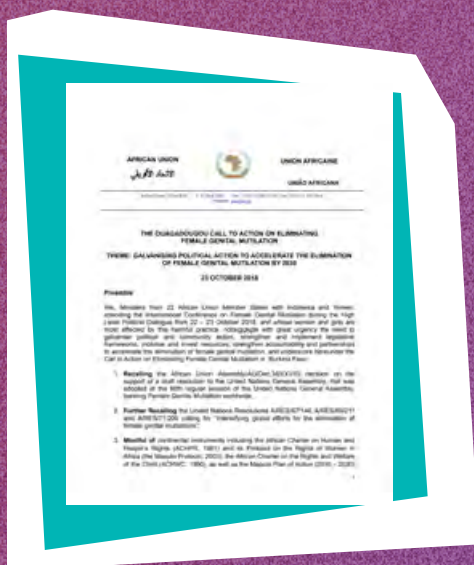 AFRICAN UNION
UNION AFRICAINE
الاتحاد الأفريقي
UNIÃO AFRICANA
THE OUAGADOUGOU CALL TO ACTION ON ELIMINATING
FEMALE GENITAL MUTILATION
THEME: GALVANISING POLITICAL ACTION TO ACCELERATE THE ELIMINATION
OF FEMALE GENITAL MUTILATION BY 2030
23 OCTOBER 2018
Preamble
We, Ministers from 22 African Union Member States with Indonesia and Yemen,
attending the International Conference on Female Genital Mutilation during the High
Level Political Dialogue from 22 – 23 October 2018, and whose women and girls are
most affected by this harmful practice, with great urgency the need to
galvanise political and community action, strengthen and implement legislative
frameworks, mobilise and invest resources, strengthen accountability and partnerships
to accelerate the elimination of female genital mutilation, and underscore hereunder the
Call to Action on Eliminating Female Genital Mutilation in Burkina Faso:
1. Recalling the African Union decision on the
support of a draft resolution to the United Nations General Assembly, that was
adopted at the session of the United Nations General Assembly,
banning Female Genital Mutilation worldwide.
2. Further Recalling the United Nations Resolutions
and calling for "Intensifying global efforts for the elimination of
female genital mutilations";
3. Mindful of continental instruments including the African Charter on Human and
People's Rights (ACHPR, 1981) and its Protocol on the Rights of Women in
Africa (the Maputo Protocol, 2003), the African Charter on the Rights and Welfare
of the Child (ACRWC, 1990), as well as the Maputo Plan of Action (2016 – 2030)